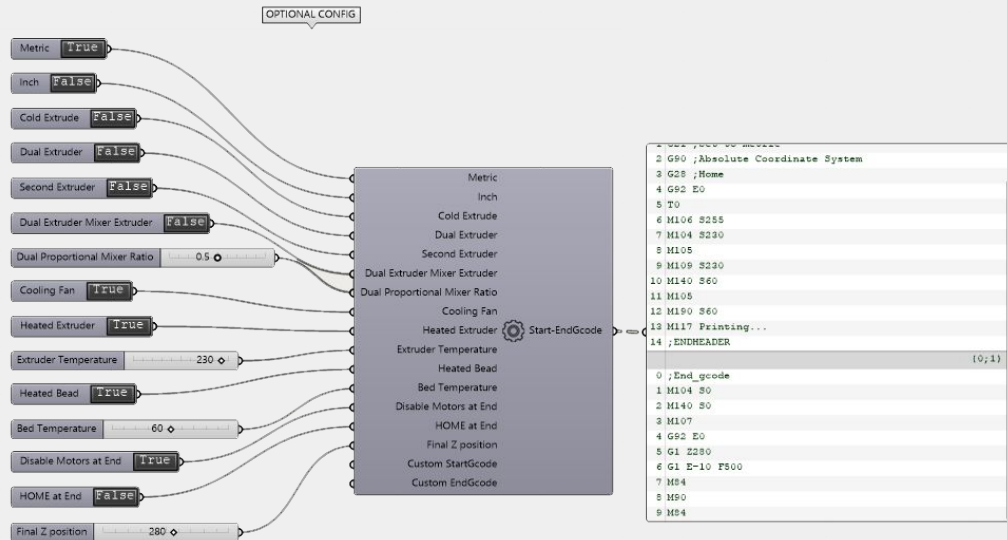 OPTIONAL CONFIG
Metric True
Inch False
Cold Extrude False
Dual Extruder False
Second Extruder False
Dual Extruder Mixer Extruder False
Dual Proportional Mixer Ratio 0.5
Cooling Fan True
Heated Extruder True
Extruder Temperature 230
Heated Bead True
Bed Temperature 60
Disable Motors at End True
HOME at End False
Final Z position 280
Metric
Inch
Cold Extrude
Dual Extruder
Second Extruder
Dual Extruder Mixer Extruder
Dual Proportional Mixer Ratio
Cooling Fan
Heated Extruder
Extruder Temperature
Heated Bead
Bed Temperature
Disable Motors at End
HOME at End
Final Z position
Custom StartGcode
Custom EndGcode
Start-EndGcode
2 G90 ;Absolute Coordinate System
3 G28 ;Home
4 G92 E0
5 T0
6 M106 S255
7 M104 S230
8 M105
9 M109 S230
10 M140 S60
11 M105
12 M190 S60
13 M117 Printing...
14 ;ENDHEADER
{0;1}
0 ;End_gcode
1 M104 S0
2 M140 S0
3 M107
4 G92 E0
5 G1 Z280
6 G1 E-10 F500
7 M84
8 M90
9 M84